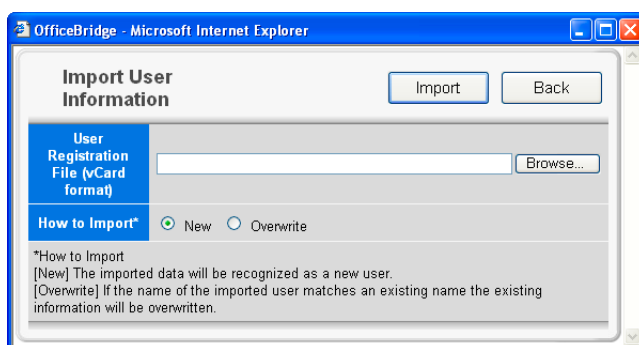 OfficeBridge - Microsoft Internet Explorer
Import User
Information
Import
Back
User
Registration
File (vCard
format)
Browse...
How to Import*
New
Overwrite
*How to Import
[New] The imported data will be recognized as a new user.
[Overwrite] If the name of the imported user matches an existing name the existing
information will be overwritten.